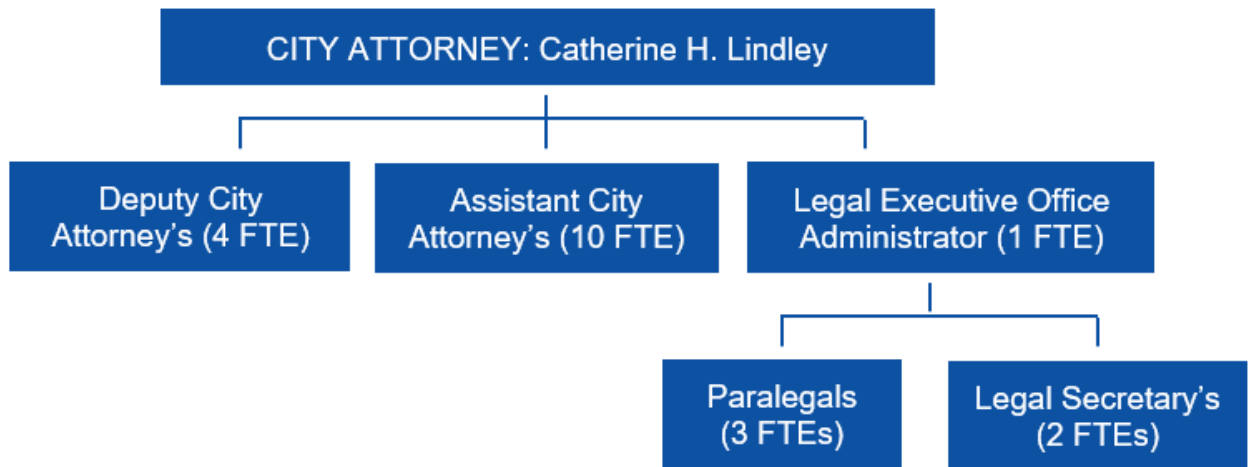 CITY ATTORNEY: Catherine H. Lindley
Deputy City
Attorney’s (4 FTE)
Assistant City
Attorney’s (10 FTE)
Legal Executive Office
Administrator (1 FTE)
Paralegals
(3 FTEs)
Legal Secretary’s
(2 FTEs)